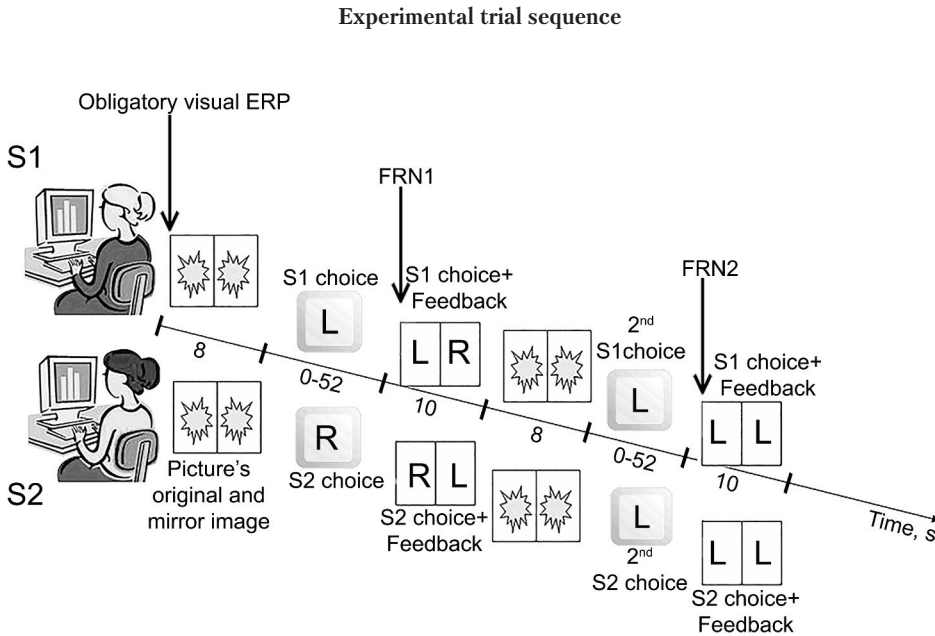 Experimental trial sequence
Obligatory visual ERP
S1
FRN1
S1 choice
S1 choice+
Feedback
FRN2
L
L R
2nd
S1choice
S1 choice+
Feedback
8
0-52
10
8
0-52
10
L
L L
R
S2 choice
R L
S2 choice+
Feedback
S2
Picture's
original and
mirror image
L
2nd
S2 choice
L L
S2 choice+
Feedback
Time, s